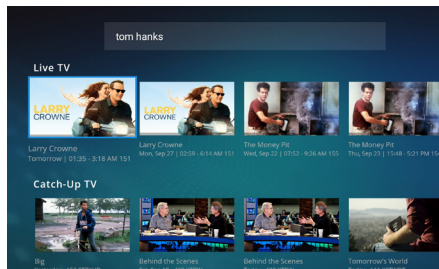 tom hanks
Live TV
LARRY
CROWNE
LARRY
CROWNE
Larry Crowne
Tomorrow | 01:35 - 3:18 AM 151
Larry Crowne
Mon, Sep 27 | 02:59 - 6:14 AM 151
The Money Pit
Wed, Sep 22 | 07:52 - 9:26 AM 155
The Money Pit
Thu, Sep 23 | 15:48 - 5:21 PM 15
Catch-Up TV
Big
Behind the Scenes
Behind the Scenes
Tomorrow's World